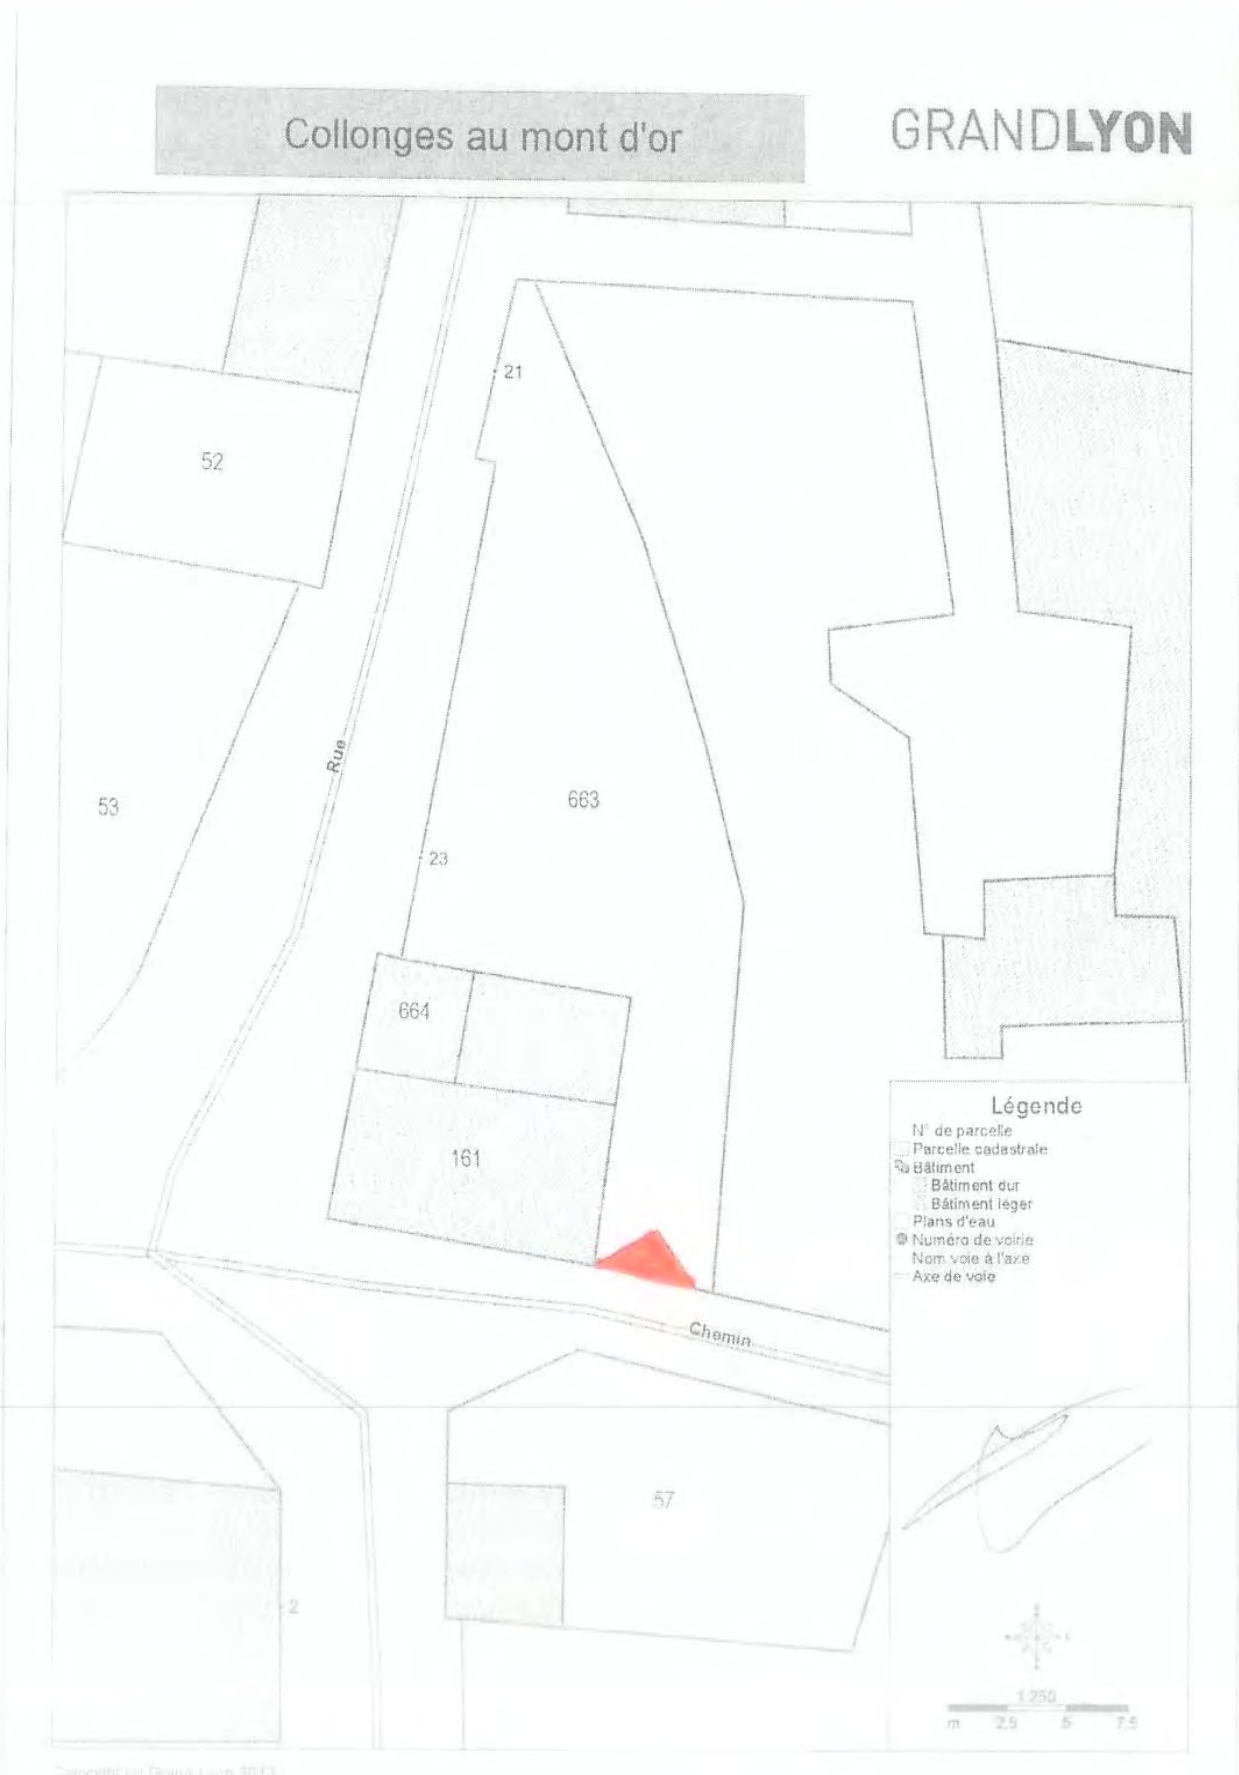 Collonges au mont d'or
GRANDLYON
21
52
Rue
53
663
23
664
161
Légende
N° de parcelle
Parcelle cadastrale
Bâtiment
Bâtiment dur
Bâtiment léger
Plans d'eau
Numéro de voirie
Nom voie à l'axe
Axe de voie
Chemin
57
2
1:250
m 2,5 5 7,5